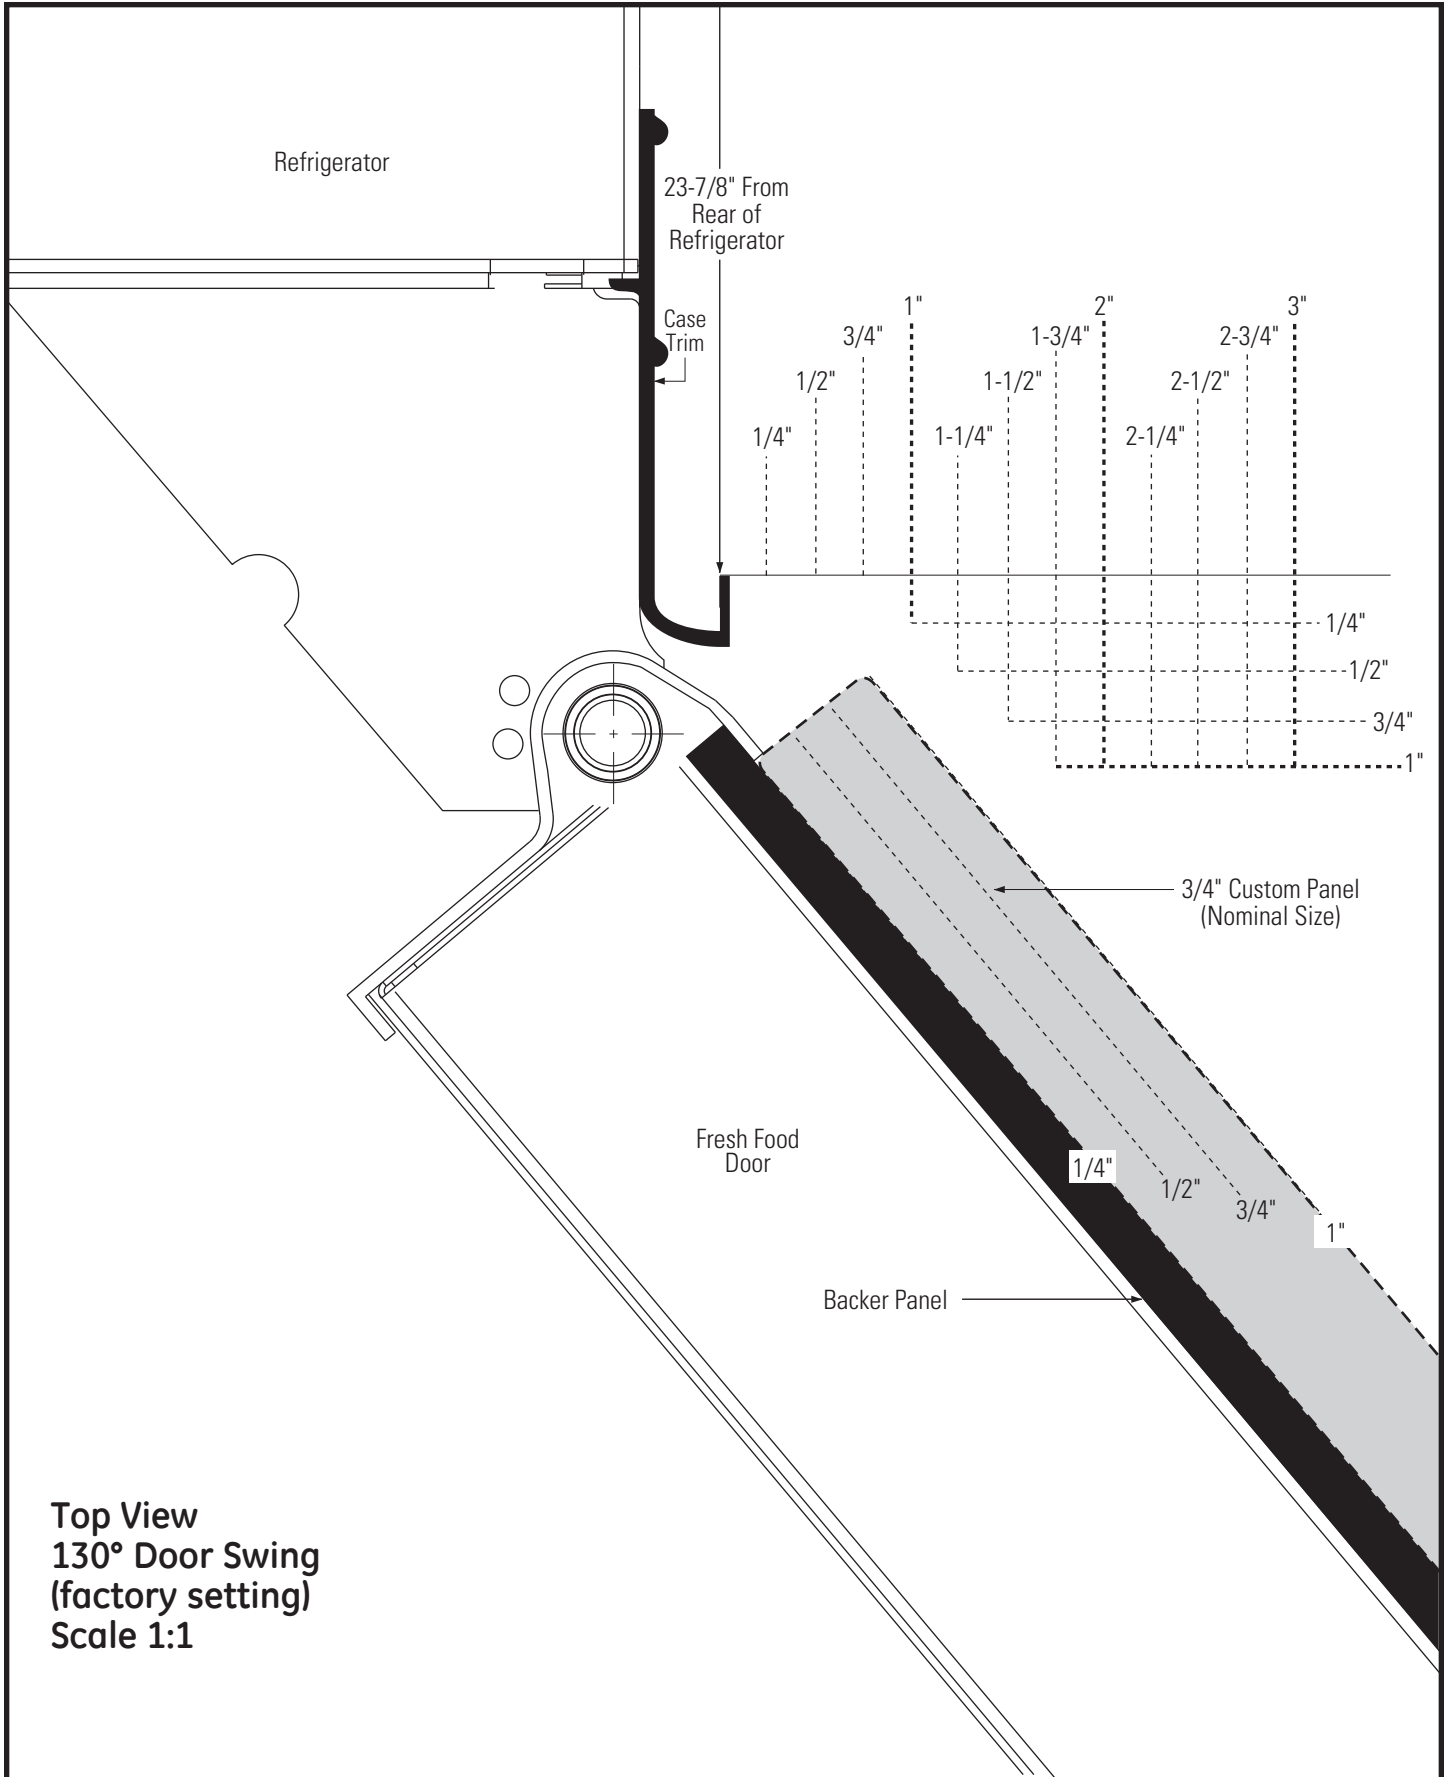 Refrigerator
23-7/8" From
Rear of
Refrigerator
Case
Trim
1"
2"
3"
3/4"
1-3/4"
2-3/4"
1/2"
1-1/2"
2-1/2"
1/4"
1-1/4"
2-1/4"
1/4"
1/2"
3/4"
1"
3/4" Custom Panel
(Nominal Size)
Fresh Food
Door
1/4"
1/2"
3/4"
1"
Backer Panel
Top View
130° Door Swing
(factory setting)
Scale 1:1